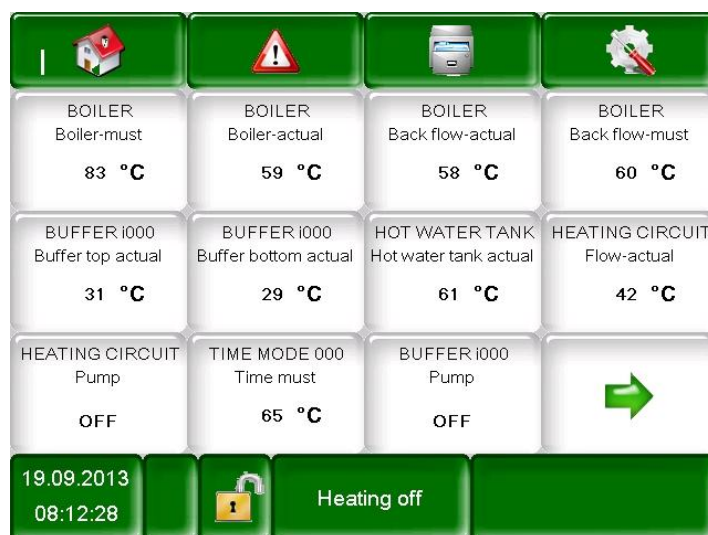 BOILER
Boiler-must
83 °C
BOILER
Boiler-actual
59 °C
BOILER
Back flow-actual
58 °C
BOILER
Back flow-must
60 °C
BUFFER i000
Buffer top actual
31 °C
BUFFER i000
Buffer bottom actual
29 °C
HOT WATER TANK
Hot water tank actual
61 °C
HEATING CIRCUIT
Flow-actual
42 °C
HEATING CIRCUIT
Pump
OFF
TIME MODE 000
Time must
65 °C
BUFFER i000
Pump
OFF
19.09.2013
08:12:28
1
Heating off